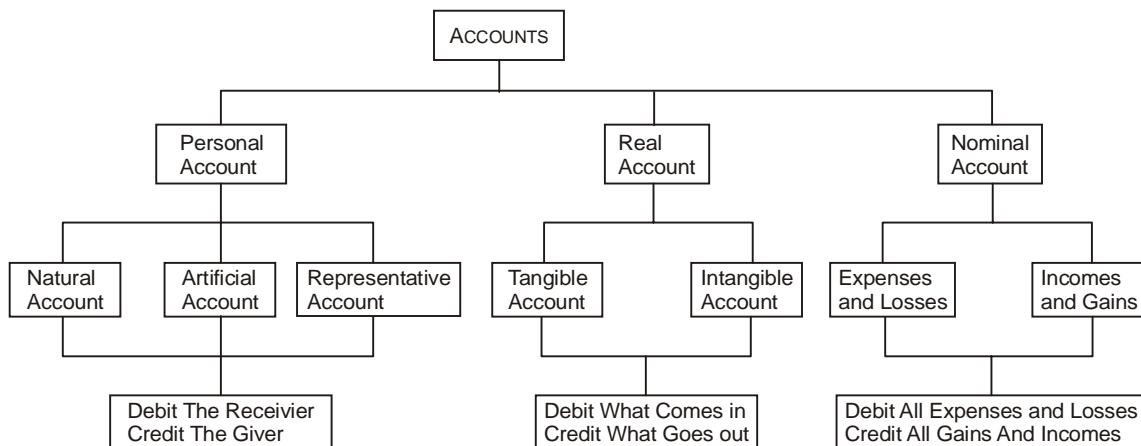 ACCOUNTS
Personal
Account
Real
Account
Nominal
Account
Natural
Account
Artificial
Account
Representative
Account
Tangible
Account
Intangible
Account
Expenses
and Losses
Incomes
and Gains
Debit The Receivier
Credit The Giver
Debit What Comes in
Credit What Goes out
Debit All Expenses and Losses
Credit All Gains And Incomes